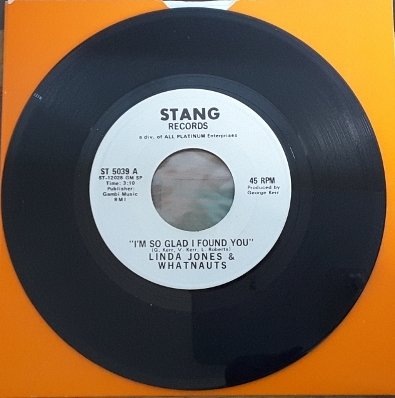 STANG
RECORDS
a div. of ALL PLATINUM Enterprises
ST 5039 A
ST-12028 GM SP
Time: 3:10
Publisher:
Gambi Music
BMI
45 RPM
Produced by
George Kerr
"I'M SO GLAD I FOUND YOU"
(G. Kerr, V. Kerr, L. Roberts)
LINDA JONES &
WHATNAUTS